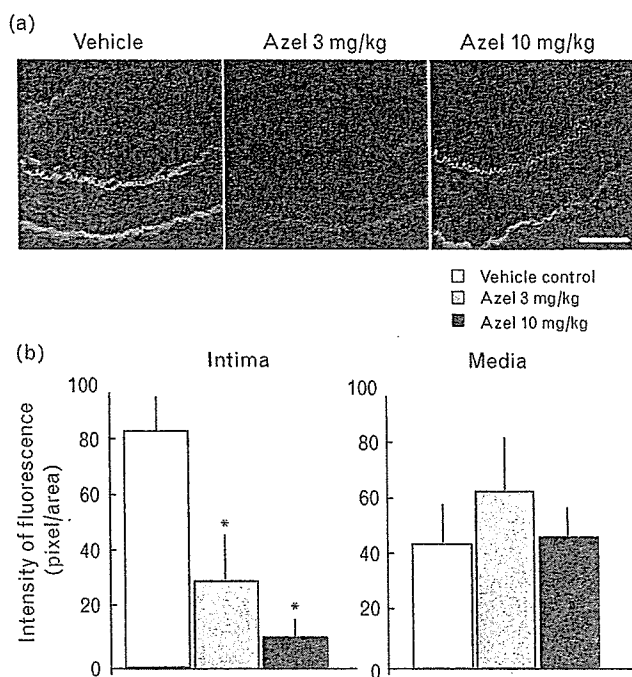 (a)
Vehicle Azel 3 mg/kg Azel 10 mg/kg
Vehicle control
Azel 3 mg/kg
Azel 10 mg/kg
(b)
Intima Media
Intensity of fluorescence
(pixel/area)
100
80
60
40
20
0
*
*
100
80
60
40
20
0